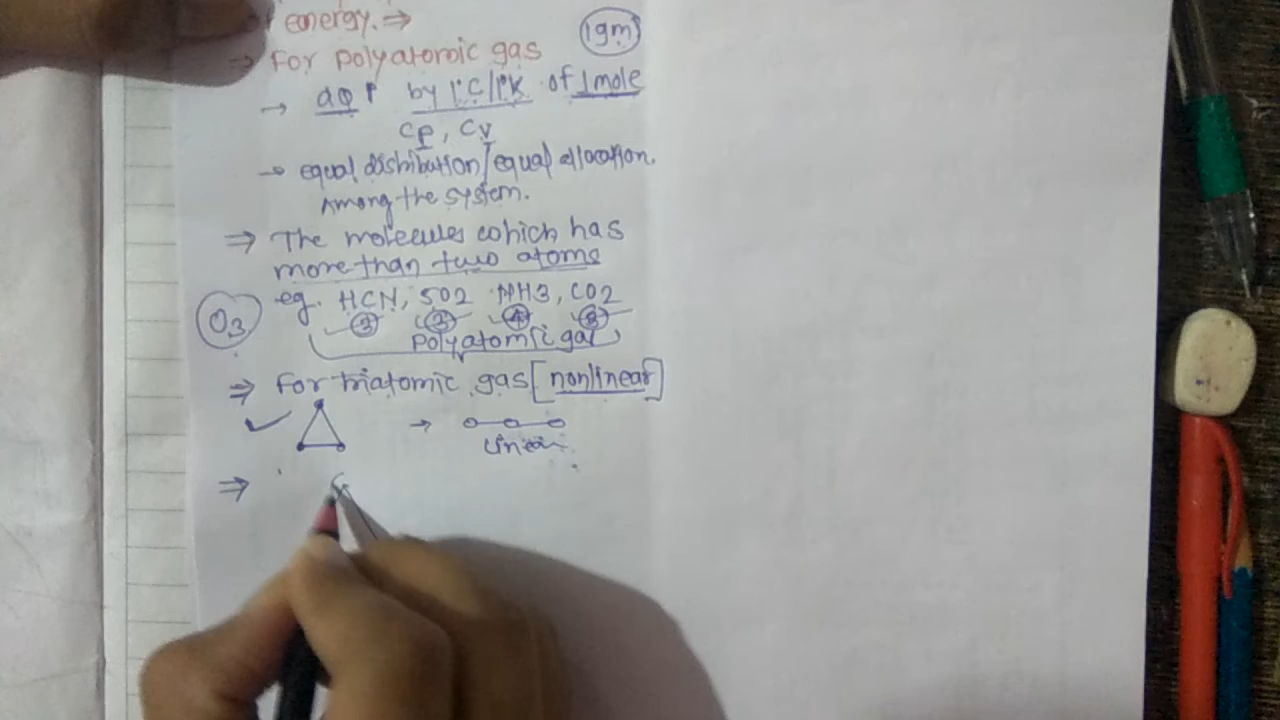 energy. ⇒
1gm
⇒ For polyatomic gas
→ dQ↑ by 1°C/1°K of 1mole
Cp, Cv
→ equal distribution/equal allocation.
Among the system.
⇒ The molecules which has
more than two atoms
eg. HCN, SO2 NH3, CO2
O3
3 3 4 3
Polyatomic gas
⇒ For triatomic gas [nonlinear]
→
Linear
⇒